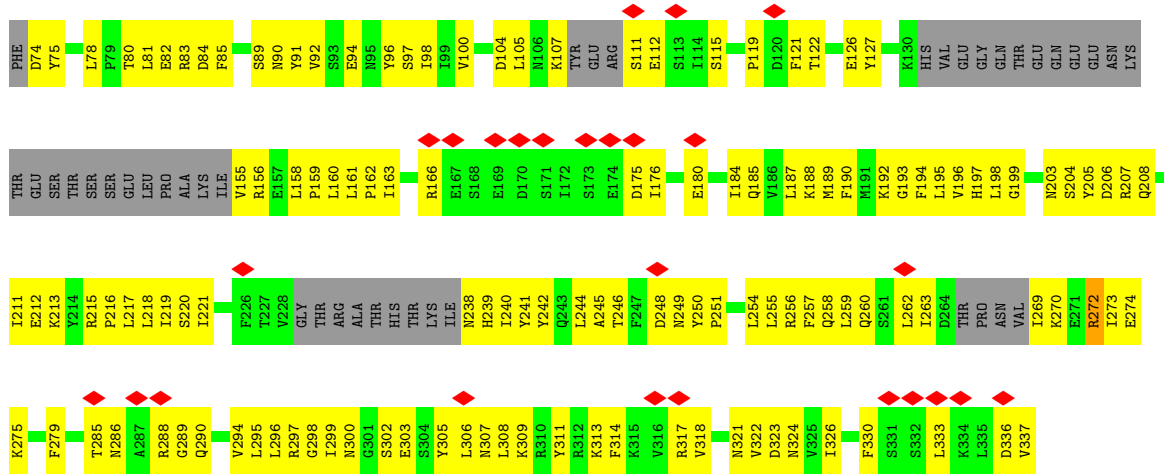 PHE D74 Y75 L78 P79 T80 L81 E82 R83 D84 F85 S89 N90 Y91 V92 S93 E94 N95 Y96 S97 I98 I99 V100 D104 L105 N106 K107 TYR GLU ARG S111 E112 S113 I114 S115 P119 D120 F121 T122 E126 Y127 K130 HIS VAL GLU GLY GLN THR GLU GLN GLU GLU ASN LYS
THR GLU SER THR SER SER GLU LEU PRO ALA LYS ILE V155 R156 E157 L158 P159 L160 L161 P162 I163 R166 E167 S168 E169 D170 S171 I172 S173 E174 D175 I176 E180 I184 Q185 V186 L187 K188 M189 F190 M191 K192 G193 F194 L195 V196 H197 L198 G199 N203 S204 Y205 D206 R207 Q208
I211 E212 K213 Y214 R215 P216 L217 L218 I219 S220 I221 F226 T227 V228 GLY THR ARG ALA THR HIS THR LYS ILE N238 H239 I240 Y241 Y242 Q243 L244 A245 T246 F247 D248 N249 Y250 P251 L254 L255 R256 F257 Q258 L259 Q260 S261 L262 I263 D264 THR PRO ASN VAL I269 K270 E271 R272 I273 E274
K275 F279 T285 N286 A287 R288 G289 Q290 V294 L295 L296 R297 G298 I299 N300 G301 S302 E303 S304 Y305 L306 N307 L308 K309 R310 Y311 R312 K313 F314 K315 V316 R317 V318 N321 V322 D323 N324 V325 I326 F330 S331 S332 L333 K334 L335 D336 V337